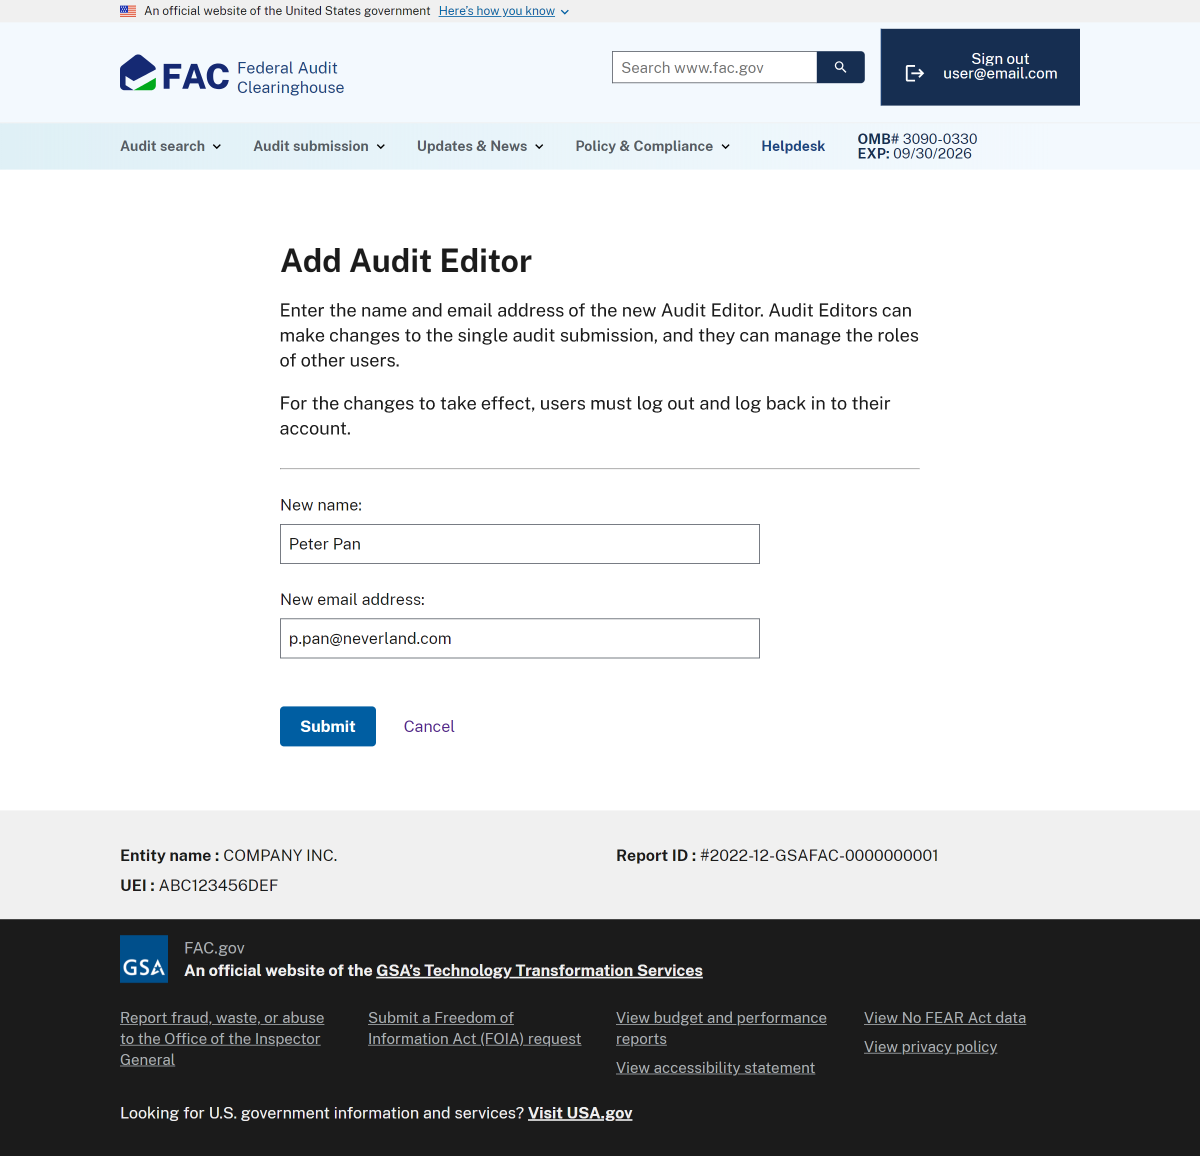 An official website of the United States government Here's how you know
FAC Federal Audit
Clearinghouse
Search www.fac.gov
Sign out
user@email.com
Audit search
Audit submission
Updates & News
Policy & Compliance
Helpdesk
OMB# 3090-0330
EXP: 09/30/2026
Add Audit Editor
Enter the name and email address of the new Audit Editor. Audit Editors can
make changes to the single audit submission, and they can manage the roles
of other users.
For the changes to take effect, users must log out and log back in to their
account.
New name:
Peter Pan
New email address:
p.pan@neverland.com
Submit
Cancel
Entity name : COMPANY INC.
Report ID : #2022-12-GSAFAC-0000000001
UEI : ABC123456DEF
GSA
FAC.gov
An official website of the GSA's Technology Transformation Services
Report fraud, waste, or abuse
to the Office of the Inspector
General
Submit a Freedom of
Information Act (FOIA) request
View budget and performance
reports
View accessibility statement
View No FEAR Act data
View privacy policy
Looking for U.S. government information and services? Visit USA.gov